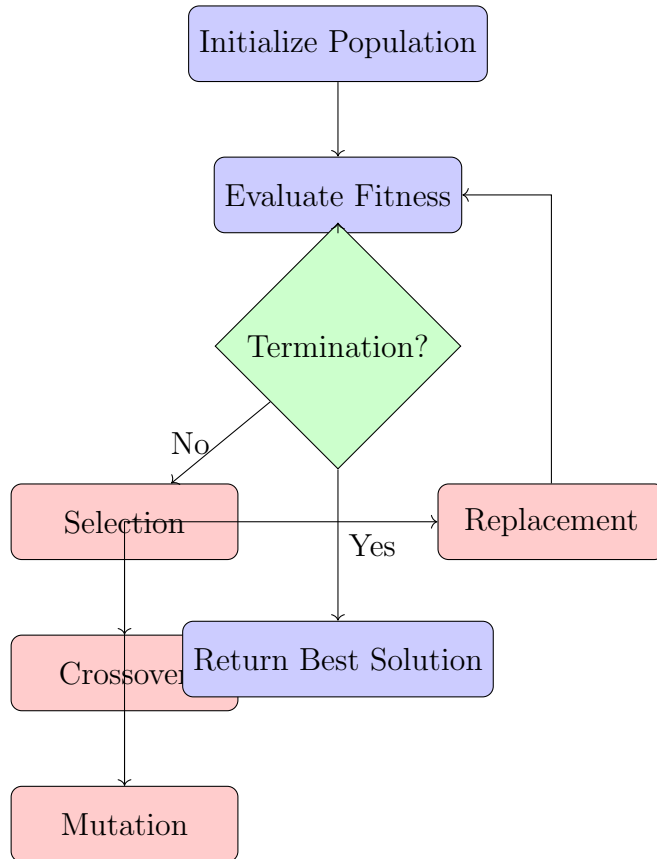 Initialize Population
Evaluate Fitness
Termination?
No
Selection
Replacement
Yes
Crossover
Return Best Solution
Mutation